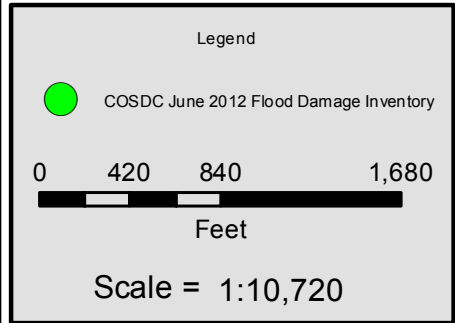 Legend
COSDC June 2012 Flood Damage Inventory
0 420 840 1,680
Feet
Scale = 1:10,720